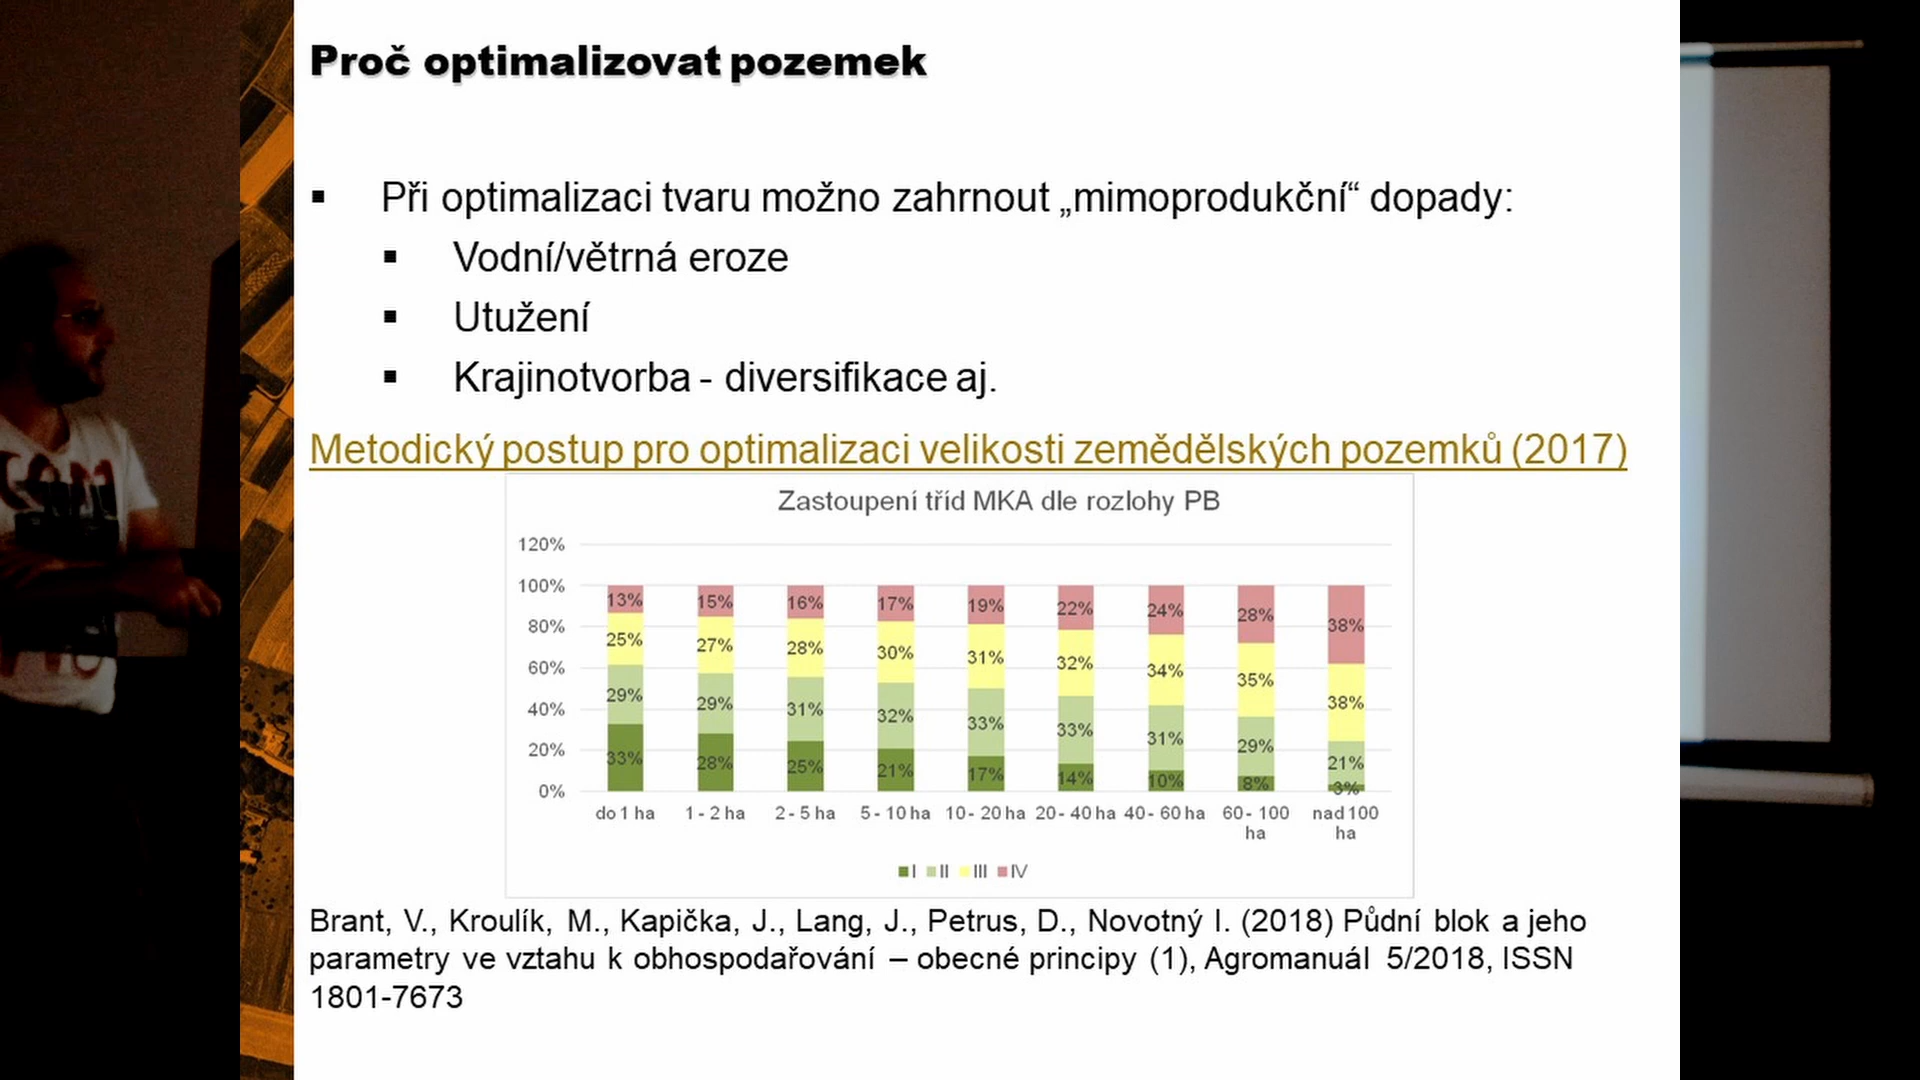 Proč optimalizovat pozemek
▪ Při optimalizaci tvaru možno zahrnout „mimoprodukční“ dopady:
▪ Vodní/větrná eroze
▪ Utužení
▪ Krajinotvorba - diversifikace aj.
Metodický postup pro optimalizaci velikosti zemědělských pozemků (2017)
Zastoupení tříd MKA dle rozlohy PB
120%
100%
80%
60%
40%
20%
0%
13% 15% 16% 17% 19% 22% 24% 28% 38%
25% 27% 28% 30% 31% 32% 34% 35% 38%
29% 29% 31% 32% 33% 33% 31% 29% 21%
33% 28% 25% 21% 17% 14% 10% 8% 3%
do 1 ha 1 - 2 ha 2 - 5 ha 5 - 10 ha 10 - 20 ha 20 - 40 ha 40 - 60 ha 60 - 100 ha nad 100 ha
I II III IV
Brant, V., Kroulík, M., Kapička, J., Lang, J., Petrus, D., Novotný I. (2018) Půdní blok a jeho
parametry ve vztahu k obhospodařování – obecné principy (1), Agromanuál 5/2018, ISSN
1801-7673